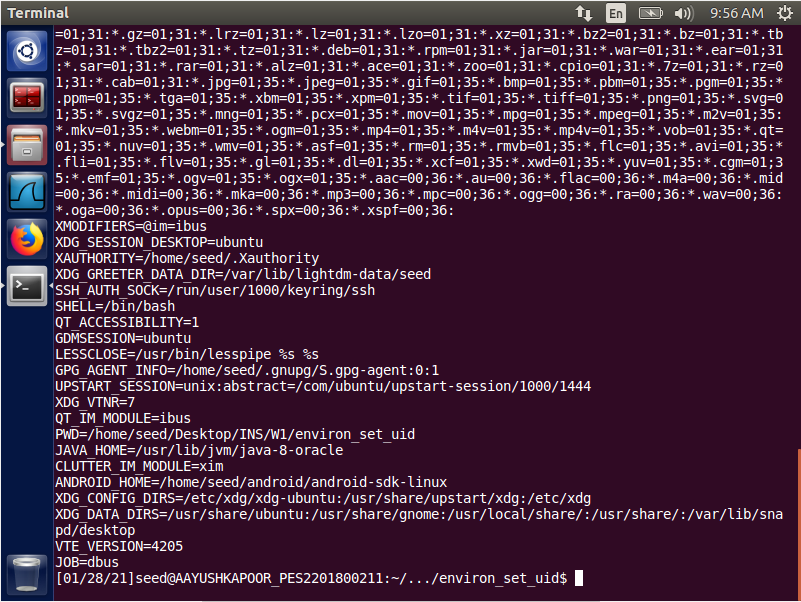 Terminal
En
9:56 AM
=01;31:*.gz=01;31:*.lrz=01;31:*.lz=01;31:*.lzo=01;31:*.xz=01;31:*.bz2=01;31:*.bz=01;31:*.tb
z=01;31:*.tbz2=01;31:*.tz=01;31:*.deb=01;31:*.rpm=01;31:*.jar=01;31:*.war=01;31:*.ear=01;31
:*.sar=01;31:*.rar=01;31:*.alz=01;31:*.ace=01;31:*.zoo=01;31:*.cpio=01;31:*.7z=01;31:*.rz=0
1;31:*.cab=01;31:*.jpg=01;35:*.jpeg=01;35:*.gif=01;35:*.bmp=01;35:*.pbm=01;35:*.pgm=01;35:*
.ppm=01;35:*.tga=01;35:*.xbm=01;35:*.xpm=01;35:*.tif=01;35:*.tiff=01;35:*.png=01;35:*.svg=0
1;35:*.svgz=01;35:*.mng=01;35:*.pcx=01;35:*.mov=01;35:*.mpg=01;35:*.mpeg=01;35:*.m2v=01;35:
*.mkv=01;35:*.webm=01;35:*.ogm=01;35:*.mp4=01;35:*.m4v=01;35:*.mp4v=01;35:*.vob=01;35:*.qt=
01;35:*.nuv=01;35:*.wmv=01;35:*.asf=01;35:*.rm=01;35:*.rmvb=01;35:*.flc=01;35:*.avi=01;35:*
.fli=01;35:*.flv=01;35:*.gl=01;35:*.dl=01;35:*.xcf=01;35:*.xwd=01;35:*.yuv=01;35:*.cgm=01;3
5:*.emf=01;35:*.ogv=01;35:*.ogx=01;35:*.aac=00;36:*.au=00;36:*.flac=00;36:*.m4a=00;36:*.mid
=00;36:*.midi=00;36:*.mka=00;36:*.mp3=00;36:*.mpc=00;36:*.ogg=00;36:*.ra=00;36:*.wav=00;36:
*.oga=00;36:*.opus=00;36:*.spx=00;36:*.xspf=00;36:
XMODIFIERS=@im=ibus
XDG_SESSION_DESKTOP=ubuntu
XAUTHORITY=/home/seed/.Xauthority
XDG_GREETER_DATA_DIR=/var/lib/lightdm-data/seed
SSH_AUTH_SOCK=/run/user/1000/keyring/ssh
SHELL=/bin/bash
QT_ACCESSIBILITY=1
GDMSESSION=ubuntu
LESSCLOSE=/usr/bin/lesspipe %s %s
GPG_AGENT_INFO=/home/seed/.gnupg/S.gpg-agent:0:1
UPSTART_SESSION=unix:abstract=/com/ubuntu/upstart-session/1000/1444
XDG_VTNR=7
QT_IM_MODULE=ibus
PWD=/home/seed/Desktop/INS/W1/environ_set_uid
JAVA_HOME=/usr/lib/jvm/java-8-oracle
CLUTTER_IM_MODULE=xim
ANDROID_HOME=/home/seed/android/android-sdk-linux
XDG_CONFIG_DIRS=/etc/xdg/xdg-ubuntu:/usr/share/upstart/xdg:/etc/xdg
XDG_DATA_DIRS=/usr/share/ubuntu:/usr/share/gnome:/usr/local/share/:/usr/share/:/var/lib/sna
pd/desktop
VTE_VERSION=4205
JOB=dbus
[01/28/21]seed@AAYUSHKAPOOR_PES2201800211:~/.../environ_set_uid$